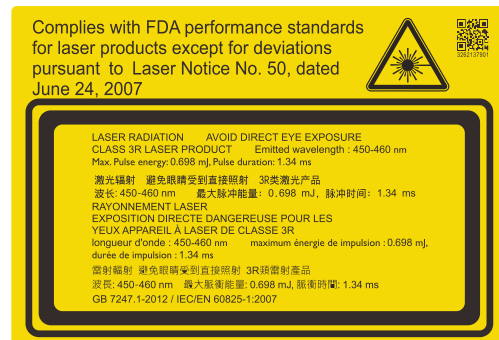 Complies with FDA performance standards
for laser products except for deviations
pursuant to Laser Notice No. 50, dated
June 24, 2007
3262137901
LASER RADIATION AVOID DIRECT EYE EXPOSURE
CLASS 3R LASER PRODUCT Emitted wavelength : 450-460 nm
Max. Pulse energy: 0.698 mJ, Pulse duration: 1.34 ms
激光辐射 避免眼睛受到直接照射 3R类激光产品
波长: 450-460 nm 最大脉冲能量: 0.698 mJ, 脉冲时间: 1.34 ms
RAYONNEMENT LASER
EXPOSITION DIRECTE DANGEREUSE POUR LES
YEUX APPAREIL À LASER DE CLASSE 3R
longueur d'onde : 450-460 nm maximum énergie de impulsion : 0.698 mJ,
durée de impulsion : 1.34 ms
雷射輻射 避免眼睛受到直接照射 3R類雷射產品
波長: 450-460 nm 最大脈衝能量: 0.698 mJ, 脈衝時間: 1.34 ms
GB 7247.1-2012 / IEC/EN 60825-1:2007